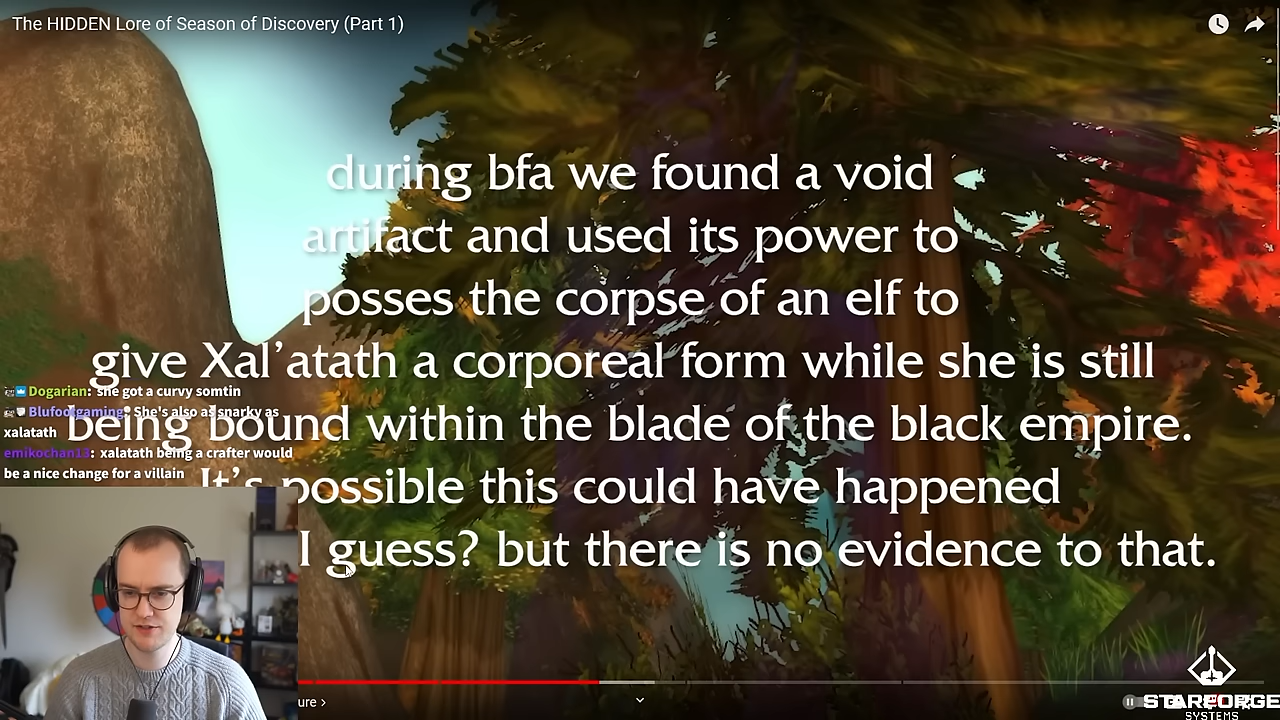 The HIDDEN Lore of Season of Discovery (Part 1)
during bfa we found a void
artifact and used its power to
posses the corpse of an elf to
give Xal'atath a corporeal form while she is still
being bound within the blade of the black empire.
It's possible this could have happened
I guess? but there is no evidence to that.
Dogarian: she got a curvy somtin
She's also as snarky as
xalatath
emikochan13: xalatath being a crafter would
be a nice change for a villain
ure
STARFORGE
SYSTEMS